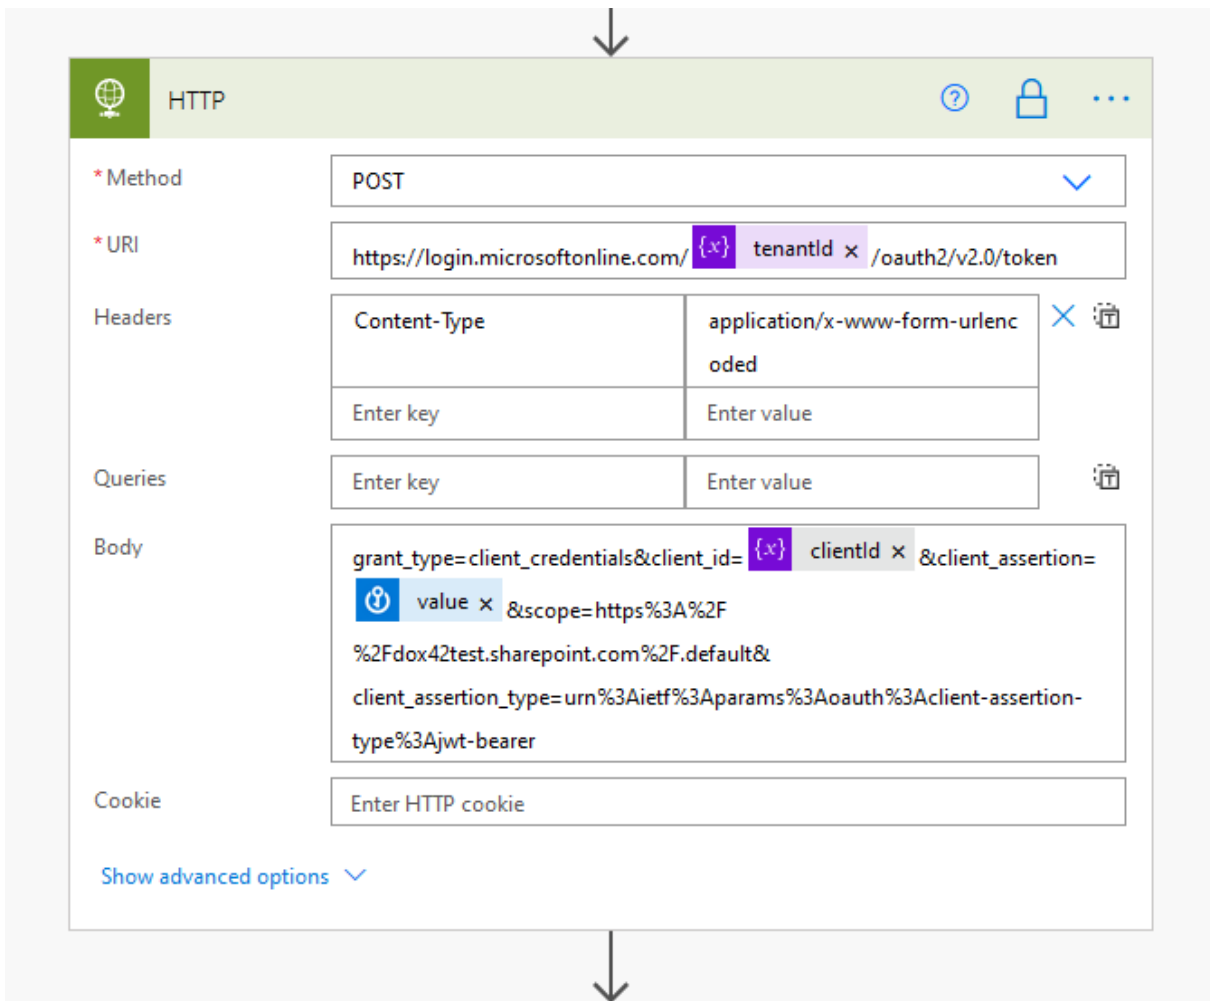 HTTP
* Method
POST
* URI
https://login.microsoftonline.com/ {x} tenantId × /oauth2/v2.0/token
Headers
Content-Type
application/x-www-form-urlenc
oded
Enter key
Enter value
Queries
Enter key
Enter value
Body
grant_type=client_credentials&client_id= {x} clientId × &client_assertion=
value × &scope=https%3A%2F
%2Fdox42test.sharepoint.com%2F.default&
client_assertion_type=urn%3Aietf%3Aparams%3Aoauth%3Aclient-assertion-
type%3Ajwt-bearer
Cookie
Enter HTTP cookie
Show advanced options